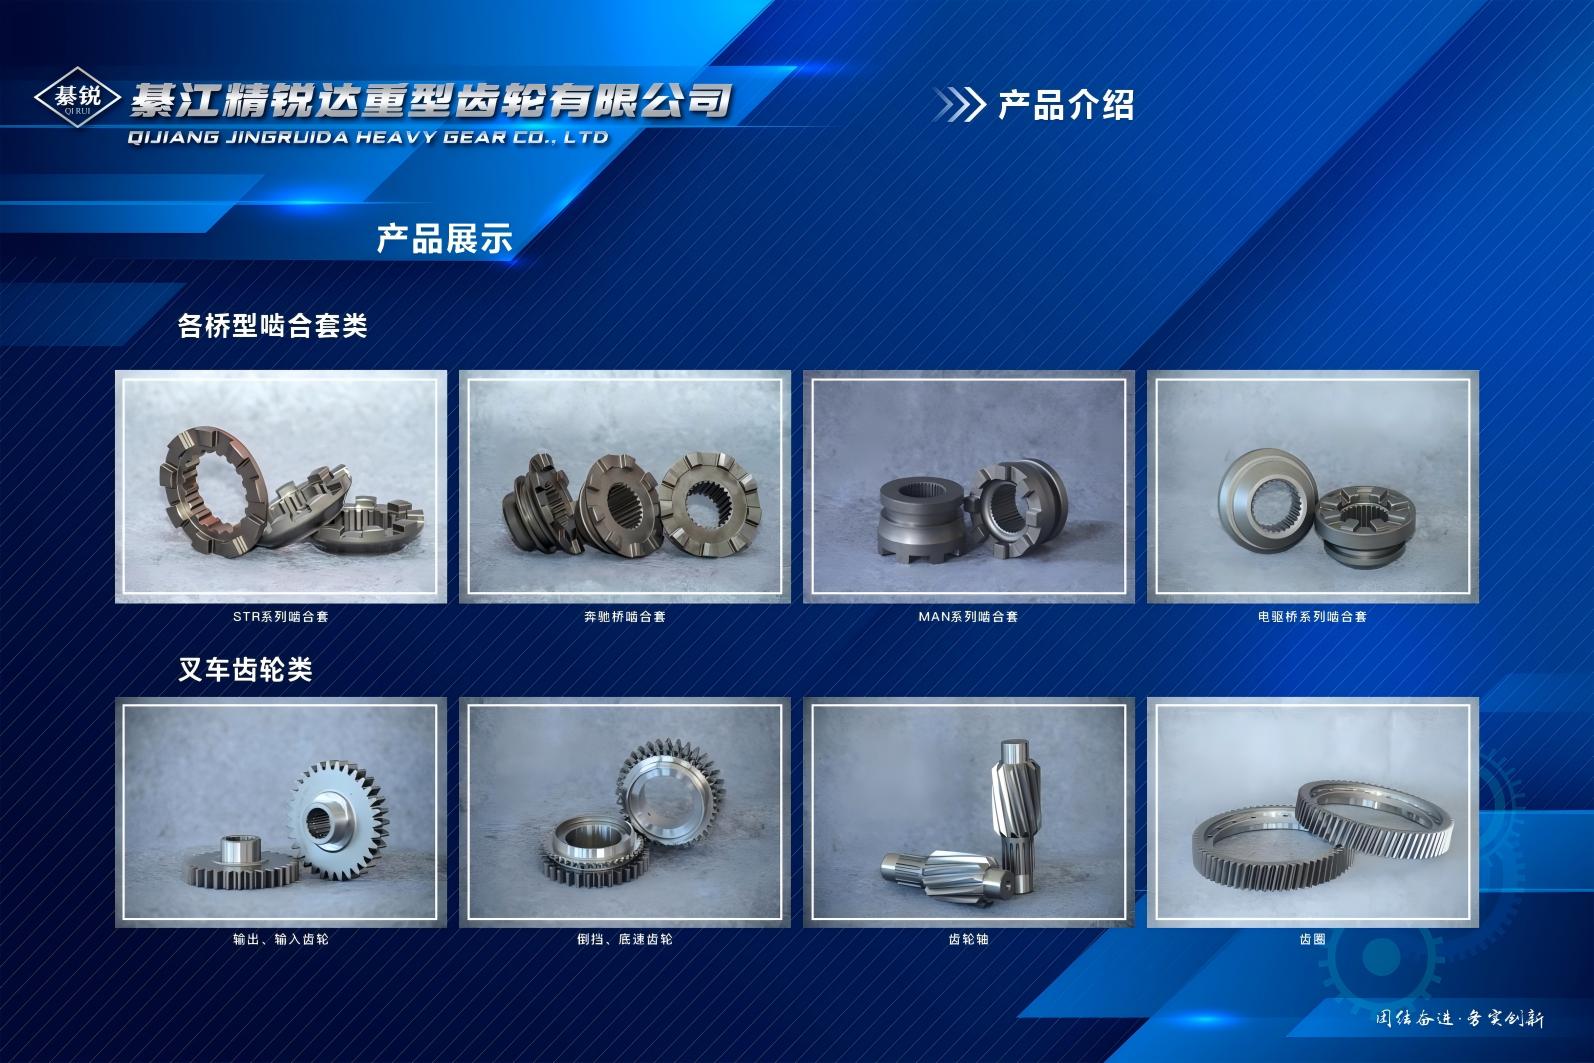 綦锐
QI RUI
綦江精锐达重型齿轮有限公司
QIJIANG JINGRUIDA HEAVY GEAR CO., LTD
产品介绍
产品展示
各桥型啮合套类
STR系列啮合套
奔驰桥啮合套
MAN系列啮合套
电驱桥系列啮合套
叉车齿轮类
输出、输入齿轮
倒挡、底速齿轮
齿轮轴
齿圈
团结奋进·务实创新